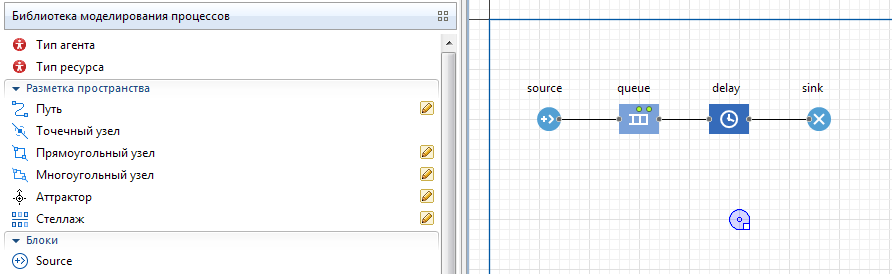 Библиотека моделирования процессов
Тип агента
Тип ресурса
Разметка пространства
Путь
Точечный узел
Прямоугольный узел
Многоугольный узел
Аттрактор
Стеллаж
Блоки
Source
source queue delay sink